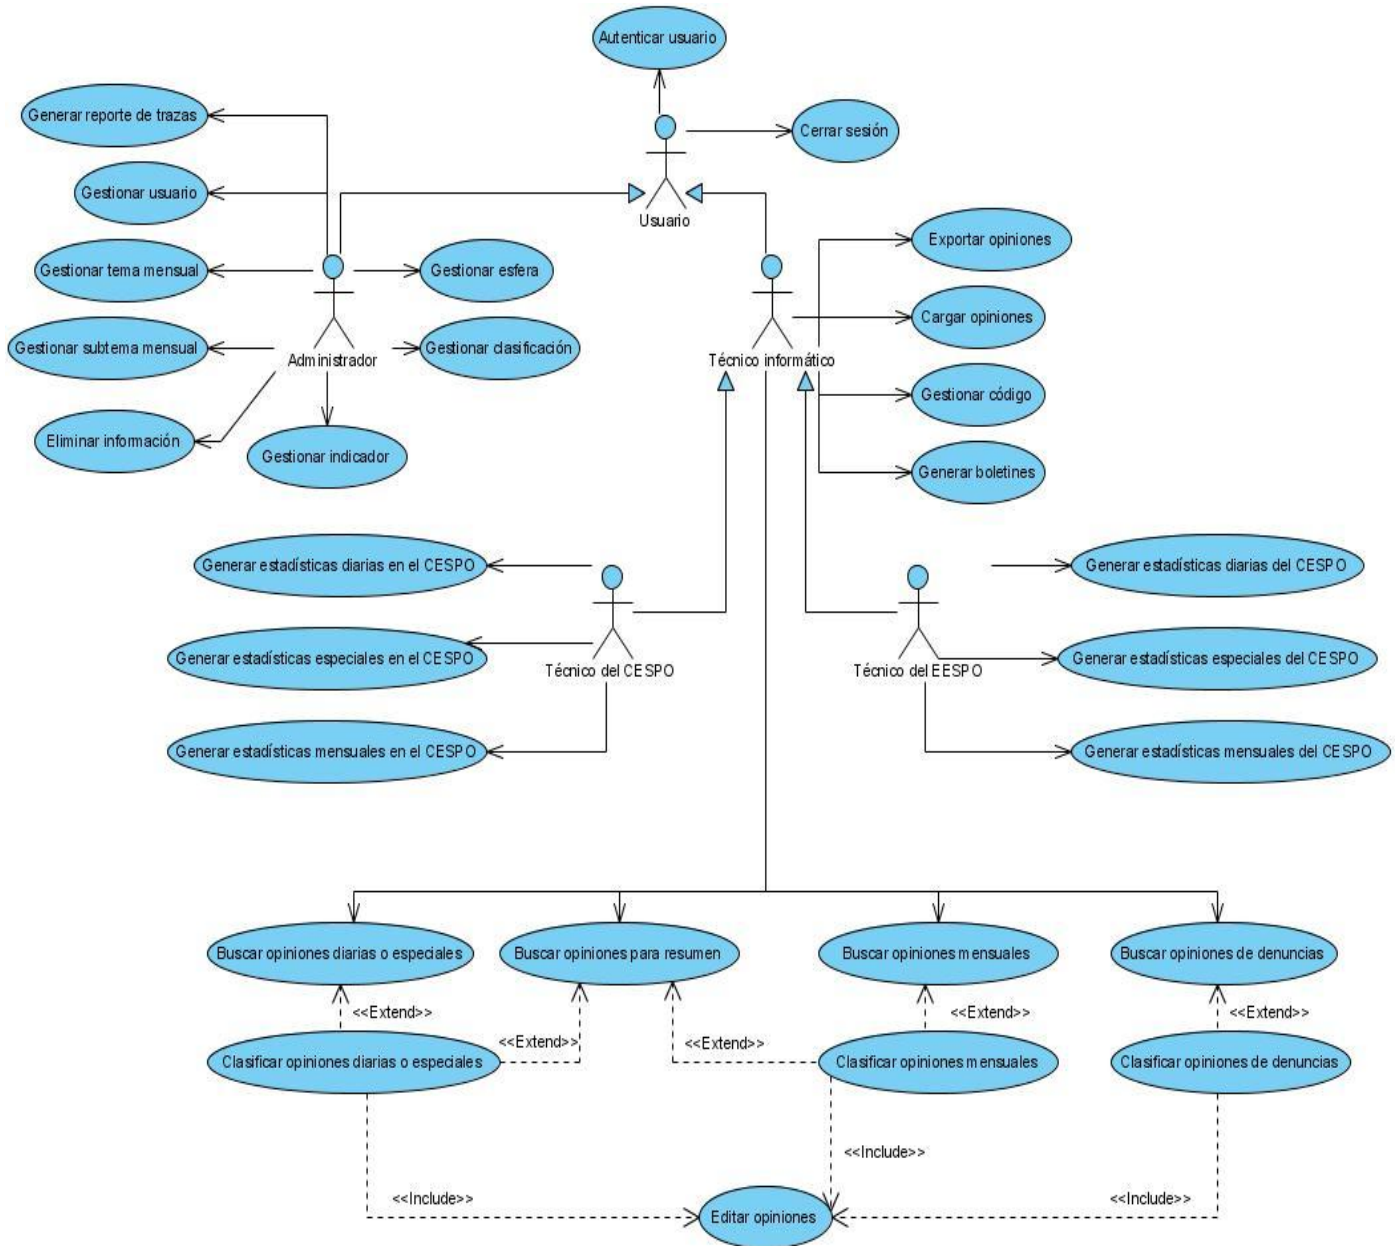 Autenticar usuario
Generar reporte de trazas
Cerrar sesión
Gestionar usuario
Usuario
Exportar opiniones
Gestionar tema mensual
Gestionar esfera
Cargar opiniones
Gestionar subtema mensual
Administrador
Gestionar clasificación
Técnico informático
Gestionar código
Eliminar información
Gestionar indicador
Generar boletines
Generar estadísticas diarias en el CESPO
Generar estadísticas diarias del CESPO
Generar estadísticas especiales en el CESPO
Técnico del CESPO
Técnico del EESPO
Generar estadísticas especiales del CESPO
Generar estadísticas mensuales en el CESPO
Generar estadísticas mensuales del CESPO
Buscar opiniones diarias o especiales
Buscar opiniones para resumen
Buscar opiniones mensuales
Buscar opiniones de denuncias
<<Extend>>
<<Extend>>
<<Extend>>
<<Extend>>
<<Extend>>
Clasificar opiniones diarias o especiales
Clasificar opiniones mensuales
Clasificar opiniones de denuncias
<<Include>>
<<Include>>
<<Include>>
Editar opiniones